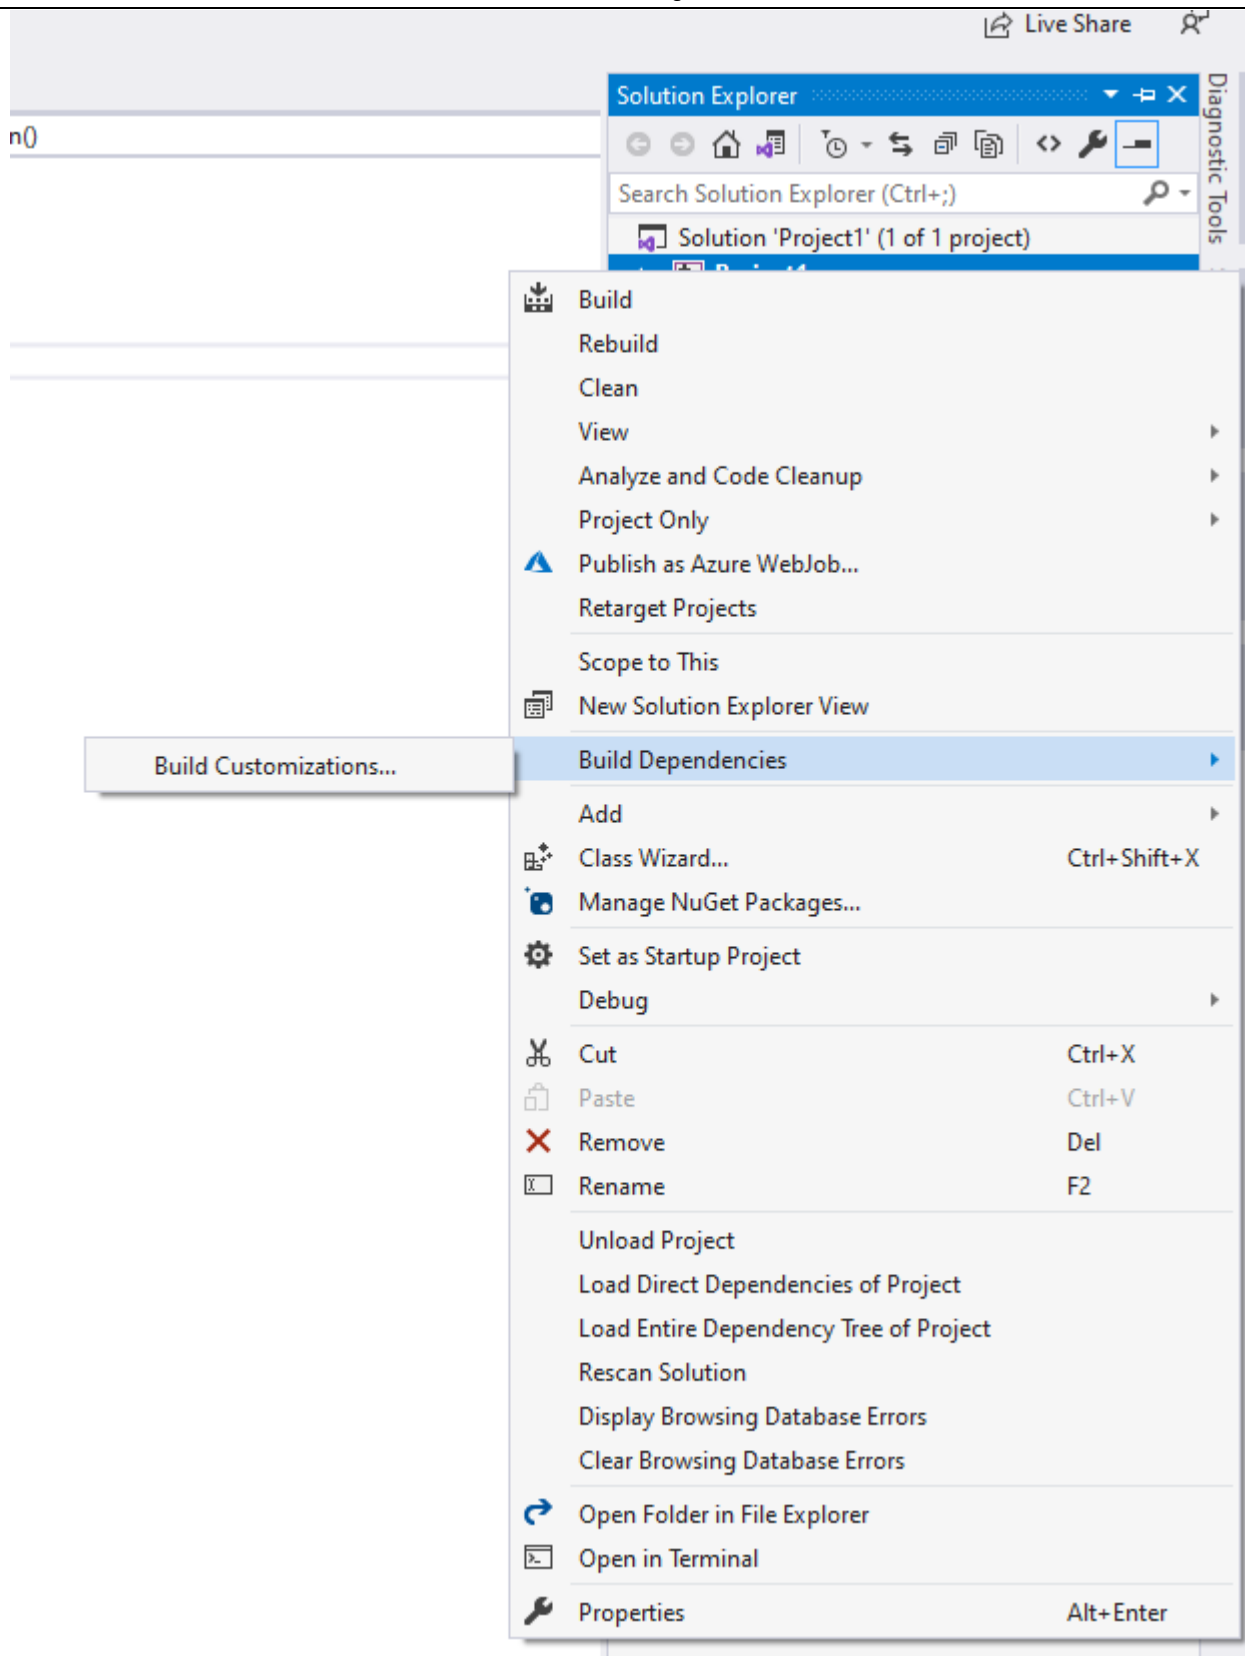 Live Share
Solution Explorer
n()
Search Solution Explorer (Ctrl+;)
Diagnostic Tools
Solution 'Project1' (1 of 1 project)
Build
Rebuild
Clean
View
Analyze and Code Cleanup
Project Only
Publish as Azure WebJob...
Retarget Projects
Scope to This
New Solution Explorer View
Build Dependencies
Build Customizations...
Add
Class Wizard... Ctrl+Shift+X
Manage NuGet Packages...
Set as Startup Project
Debug
Cut Ctrl+X
Paste Ctrl+V
Remove Del
Rename F2
Unload Project
Load Direct Dependencies of Project
Load Entire Dependency Tree of Project
Rescan Solution
Display Browsing Database Errors
Clear Browsing Database Errors
Open Folder in File Explorer
Open in Terminal
Properties Alt+Enter